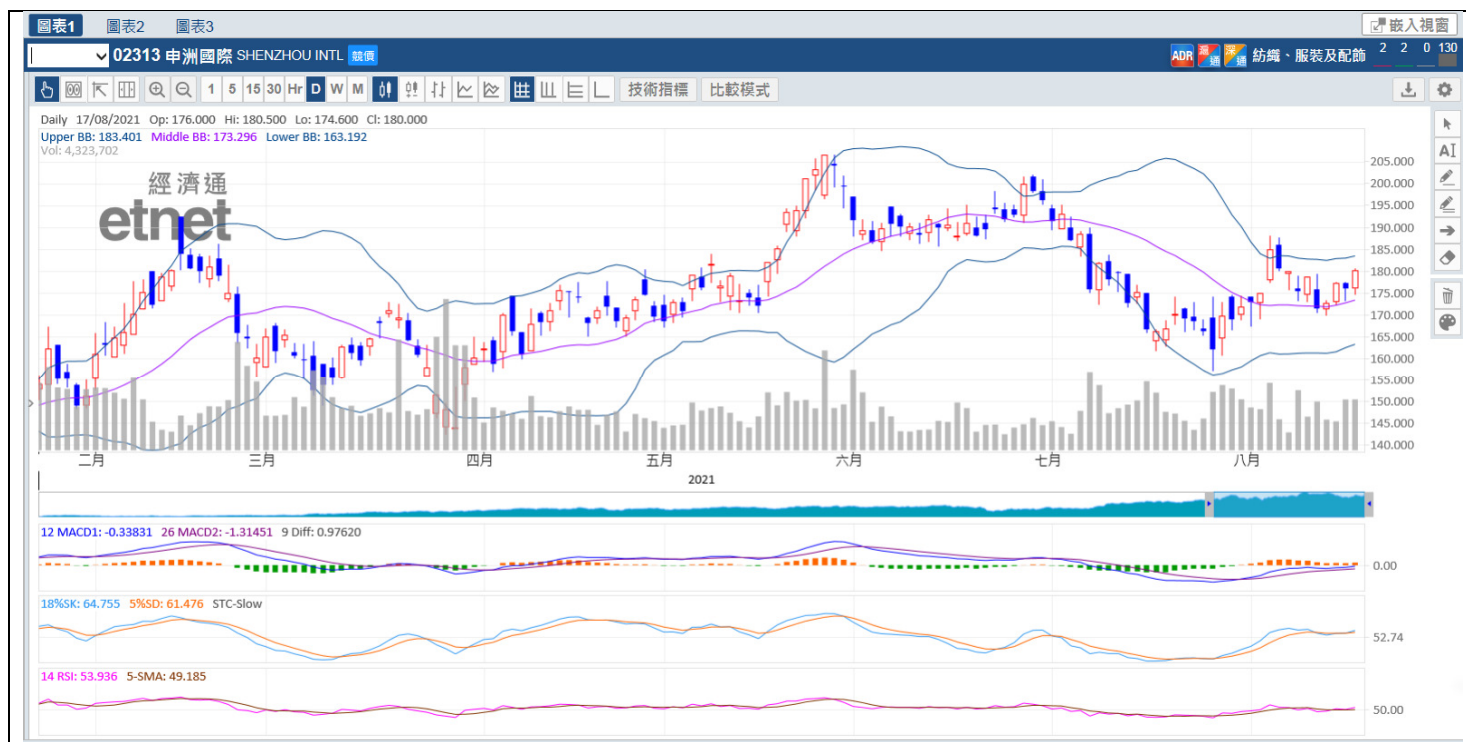 圖表1 圖表2 圖表3 嵌入視窗
02313 申洲國際 SHENZHOU INTL 競價 ADR 滬通 深通 紡織、服裝及配飾 2 2 0 130
1 5 15 30 Hr D W M 技術指標 比較模式
Daily 17/08/2021 Op: 176.000 Hi: 180.500 Lo: 174.600 Cl: 180.000
Upper BB: 183.401 Middle BB: 173.296 Lower BB: 163.192
Vol: 4,323,702
經濟通
etnet
AI
205.000
200.000
195.000
190.000
185.000
180.000
175.000
170.000
165.000
160.000
155.000
150.000
145.000
140.000
二月 三月 四月 五月 六月 七月 八月
2021
12 MACD1: -0.33831 26 MACD2: -1.31451 9 Diff: 0.97620
0.00
18%SK: 64.755 5%SD: 61.476 STC-Slow
52.74
14 RSI: 53.936 5-SMA: 49.185
50.00